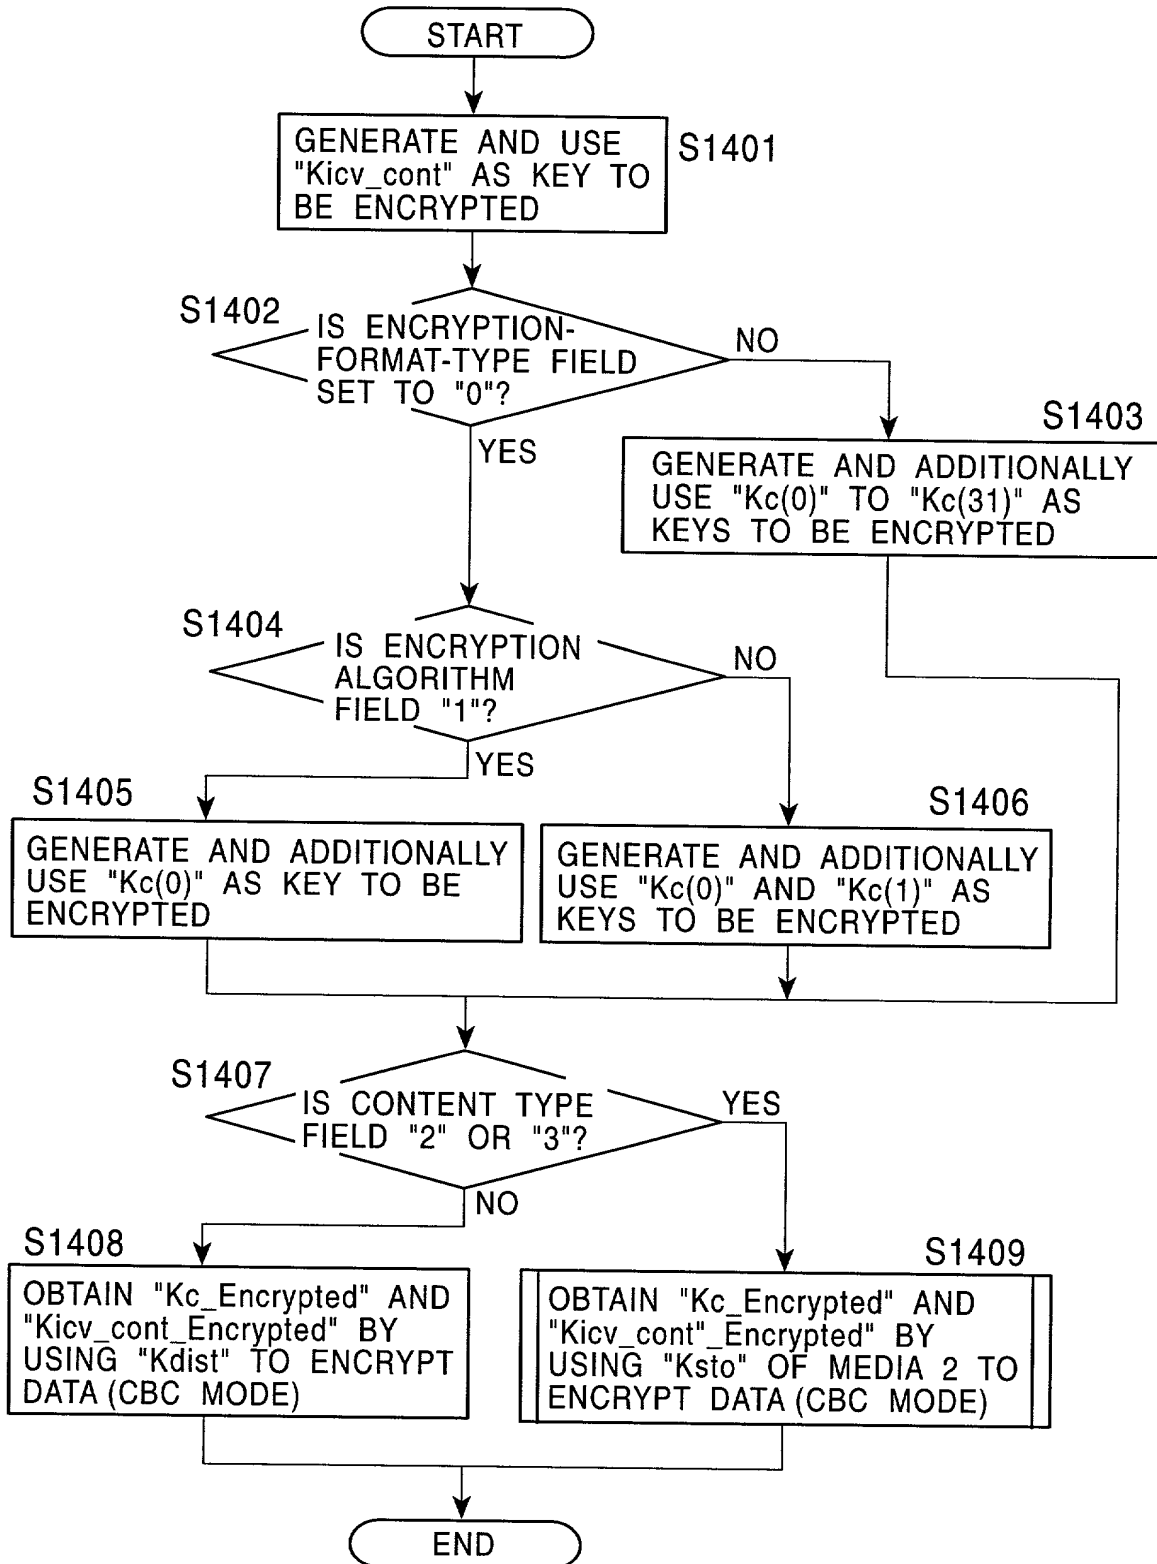 START
GENERATE AND USE
"Kicv_cont" AS KEY TO
BE ENCRYPTED
S1401
S1402
IS ENCRYPTION-
FORMAT-TYPE FIELD
SET TO "0"?
NO
YES
S1403
GENERATE AND ADDITIONALLY
USE "Kc(0)" TO "Kc(31)" AS
KEYS TO BE ENCRYPTED
S1404
IS ENCRYPTION
ALGORITHM
FIELD "1"?
NO
YES
S1405
GENERATE AND ADDITIONALLY
USE "Kc(0)" AS KEY TO BE
ENCRYPTED
S1406
GENERATE AND ADDITIONALLY
USE "Kc(0)" AND "Kc(1)" AS
KEYS TO BE ENCRYPTED
S1407
IS CONTENT TYPE
FIELD "2" OR "3"?
YES
NO
S1408
OBTAIN "Kc_Encrypted" AND
"Kicv_cont_Encrypted" BY
USING "Kdist" TO ENCRYPT
DATA (CBC MODE)
S1409
OBTAIN "Kc_Encrypted" AND
"Kicv_cont"_Encrypted" BY
USING "Ksto" OF MEDIA 2 TO
ENCRYPT DATA (CBC MODE)
END